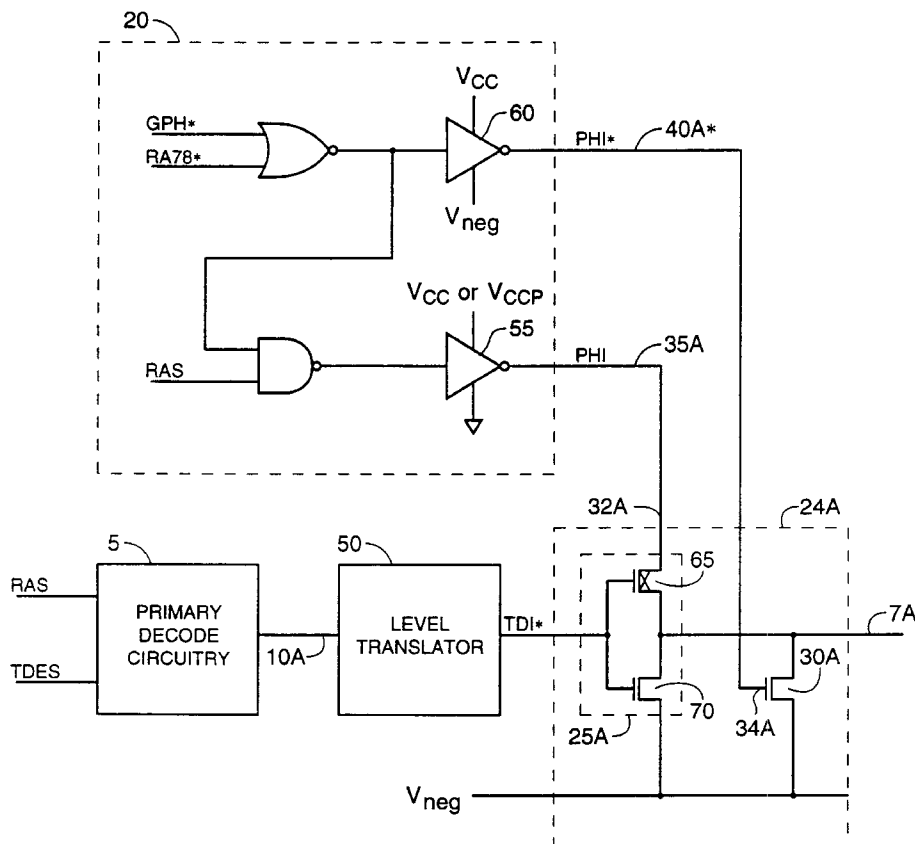 20
VCC
60
GPH*
RA78*
PHI*
40A*
Vneg
VCC or VCCP
55
RAS
PHI
35A
32A
24A
5
50
65
RAS
PRIMARY
DECODE
CIRCUITRY
LEVEL
TRANSLATOR
TDI*
7A
TDES
10A
30A
70
34A
25A
Vneg